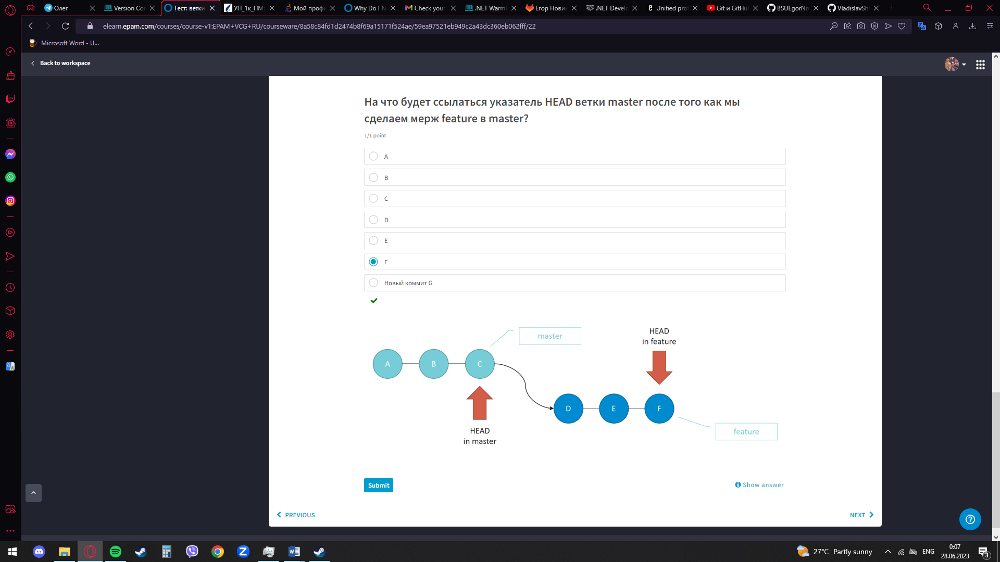 Олег
Version Co
Тест: ветки
УП_1к_ПМ
Мой профи
Why Do I N
Check your
.NET Warm
Егор Нови
.NET Devel
Unified pro
Git и GitHu
BSUEgorNo
VladislavSh
elearn.epam.com/courses/course-v1:EPAM+VCG+RU/courseware/8a58c84fd1d2474b8f69a15171f524ae/59ea97521eb949c2a43dc360eb062fff/22
Microsoft Word - U...
Back to workspace
На что будет ссылаться указатель HEAD ветки master после того как мы
сделаем мерж feature в master?
1/1 point
A
B
C
D
E
F
Новый коммит G
master
HEAD
in feature
A
B
C
D
E
F
HEAD
in master
feature
Submit
Show answer
PREVIOUS
NEXT
27°C Partly sunny
ENG
0:07
28.06.2023
3